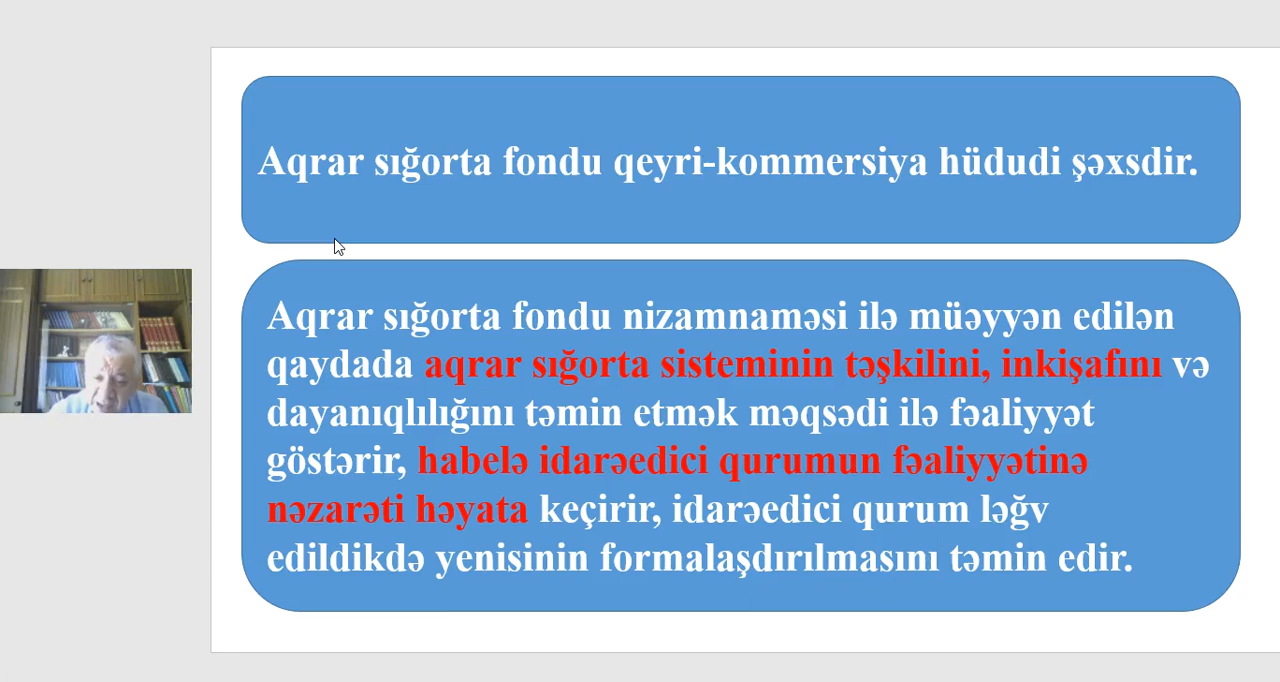 Aqrar sığorta fondu qeyri-kommersiya hüdudi şəxsdir.
Aqrar sığorta fondu nizamnaməsi ilə müəyyən edilən
qaydada aqrar sığorta sisteminin təşkilini, inkişafını və
dayanıqlılığını təmin etmək məqsədi ilə fəaliyyət
göstərir, habelə idarəedici qurumun fəaliyyətinə
nəzarəti həyata keçirir, idarəedici qurum ləğv
edildikdə yenisinin formalaşdırılmasını təmin edir.